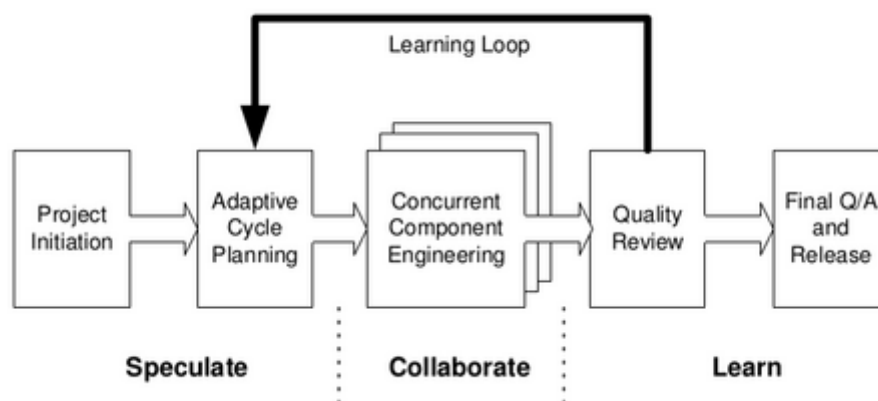 Learning Loop
Project
Initiation
Adaptive
Cycle
Planning
Concurrent
Component
Engineering
Quality
Review
Final Q/A
and
Release
Speculate
Collaborate
Learn